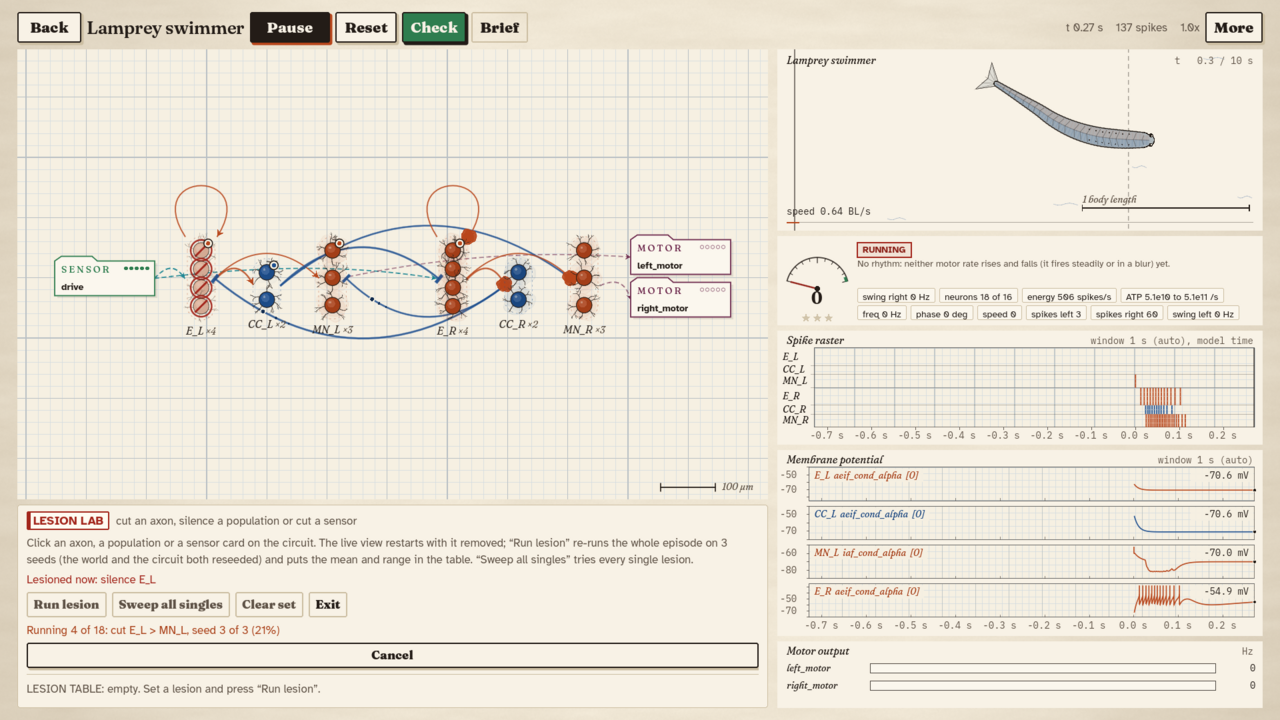 Back
Lamprey swimmer
Pause
Reset
Check
Brief
t 0.27 s 137 spikes 1.0x
More
SENSOR
drive
E_L ×4
CC_L ×2
MN_L ×3
E_R ×4
CC_R ×2
MN_R ×3
MOTOR
left_motor
MOTOR
right_motor
100 µm
LESION LAB cut an axon, silence a population or cut a sensor
Click an axon, a population or a sensor card on the circuit. The live view restarts with it removed; “Run lesion” re-runs the whole episode on 3
seeds (the world and the circuit both reseeded) and puts the mean and range in the table. “Sweep all singles” tries every single lesion.
Lesioned now: silence E_L
Run lesion
Sweep all singles
Clear set
Exit
Running 4 of 18: cut E_L > MN_L, seed 3 of 3 (21%)
Cancel
LESION TABLE: empty. Set a lesion and press “Run lesion”.
Lamprey swimmer
t 0.3 / 10 s
1 body length
speed 0.64 BL/s
0
★★★
RUNNING
No rhythm: neither motor rate rises and falls (it fires steadily or in a blur) yet.
swing right 0 Hz
neurons 18 of 16
energy 506 spikes/s
ATP 5.1e10 to 5.1e11 /s
freq 0 Hz
phase 0 deg
speed 0
spikes left 3
spikes right 60
swing left 0 Hz
Spike raster
window 1 s (auto), model time
E_L
CC_L
MN_L
E_R
CC_R
MN_R
-0.7 s -0.6 s -0.5 s -0.4 s -0.3 s -0.2 s -0.1 s 0.0 s 0.1 s 0.2 s
Membrane potential
window 1 s (auto)
-50
-70
E_L aeif_cond_alpha [0]
-70.6 mV
-50
-70
CC_L aeif_cond_alpha [0]
-70.6 mV
-60
-80
MN_L iaf_cond_alpha [0]
-70.0 mV
-50
-70
E_R aeif_cond_alpha [0]
-54.9 mV
-0.7 s -0.6 s -0.5 s -0.4 s -0.3 s -0.2 s -0.1 s 0.0 s 0.1 s 0.2 s
Motor output
Hz
left_motor
0
right_motor
0